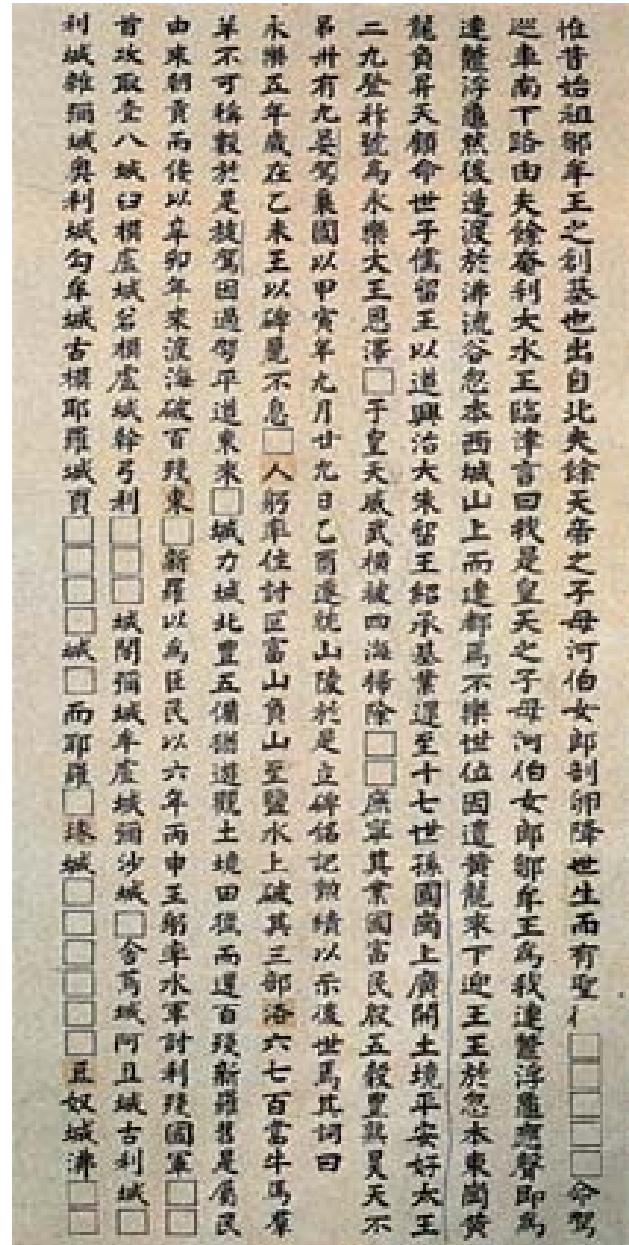 惟昔始祖鄒牟王之創基也出自北夫餘天帝之子母河伯女郎剖卵降世生而有聖亻□□□□□命駕
巡車南下路由夫餘奄利大水王臨津言曰我是皇天之子母河伯女郎鄒牟王爲我連鼈浮龜應聲即爲
連鼈浮龜然後造渡於沸流谷忽本西城山上而建都焉不樂世位因遣黃龍來下迎王王於忽本東崗黃
龍負昇天顧命世子儒留王以道興治大朱留王紹承基業遝至十七世孫國崗上廣開土境平安好太王
二九登祚號爲永樂大王恩澤□于皇天威武橫被四海掃除□□庶寧其業國富民殷五穀豊熟昊天不
弔卅有九晏駕棄國以甲寅年九月廿九日乙酉遷就山陵於是立碑銘記勳績以示後世焉其詞曰
永樂五年歲在乙未王以碑麗不息□人躬率住討叵富山負山至鹽水上破其三部洛六七百當牛馬羣
羊不可稱數於是旋駕因過平道東來□城力城北豊五備猶遊觀土境田獵而還百殘新羅舊是屬民
由來朝貢而倭以辛卯年來渡海破百殘東□新羅以爲臣民以六年丙申王躬率水軍討利殘國軍□□
首攻取壹八城臼模盧城各模盧城幹弓利□□□城閣彌城牟盧城彌沙城□舍蔦城阿旦城古利城□
利城雜彌城奧利城勾牟城古模耶羅城頁□□□□城□而耶羅□瑑城□□□□□□豆奴城沸□□